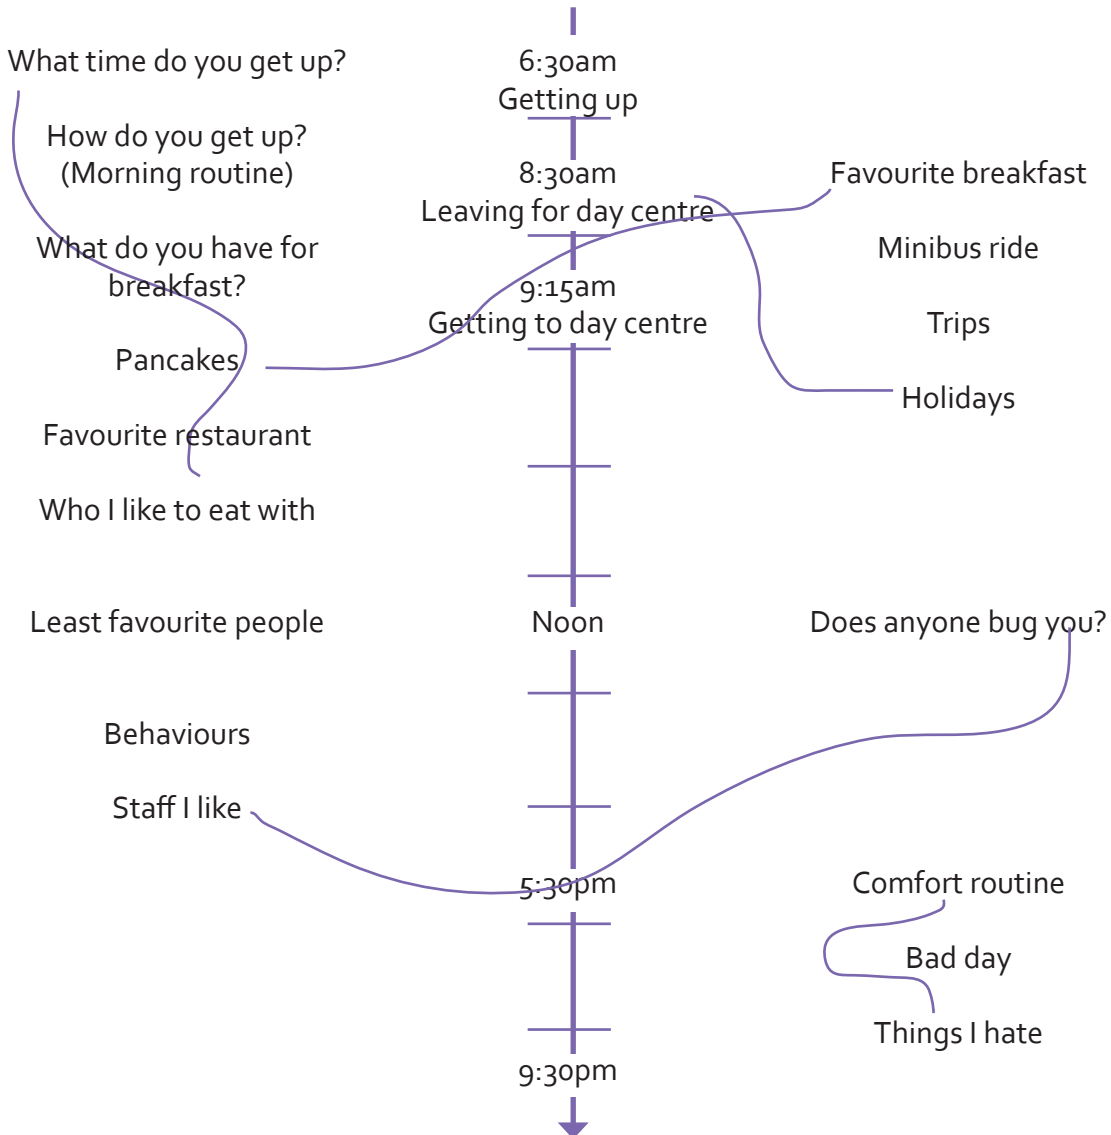 What time do you get up?
How do you get up?
(Morning routine)
What do you have for
breakfast?
Pancakes
Favourite restaurant
Who I like to eat with
Least favourite people
Behaviours
Staff I like
6:30am
Getting up
8:30am
Leaving for day centre
9:15am
Getting to day centre
Noon
5:30pm
9:30pm
Favourite breakfast
Minibus ride
Trips
Holidays
Does anyone bug you?
Comfort routine
Bad day
Things I hate